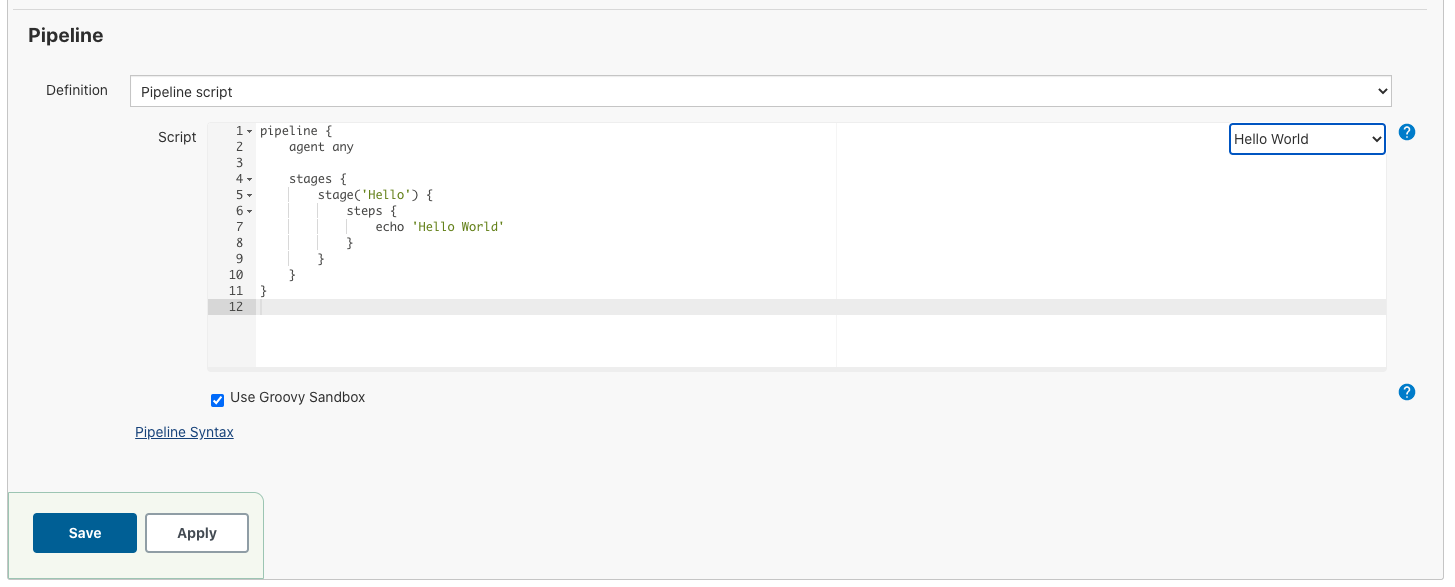 Pipeline
Definition
Pipeline script
Script
Hello World
?
1 pipeline {
2     agent any
3
4     stages {
5         stage('Hello') {
6             steps {
7                 echo 'Hello World'
8             }
9         }
10     }
11 }
12
Use Groovy Sandbox
?
Pipeline Syntax
Save Apply